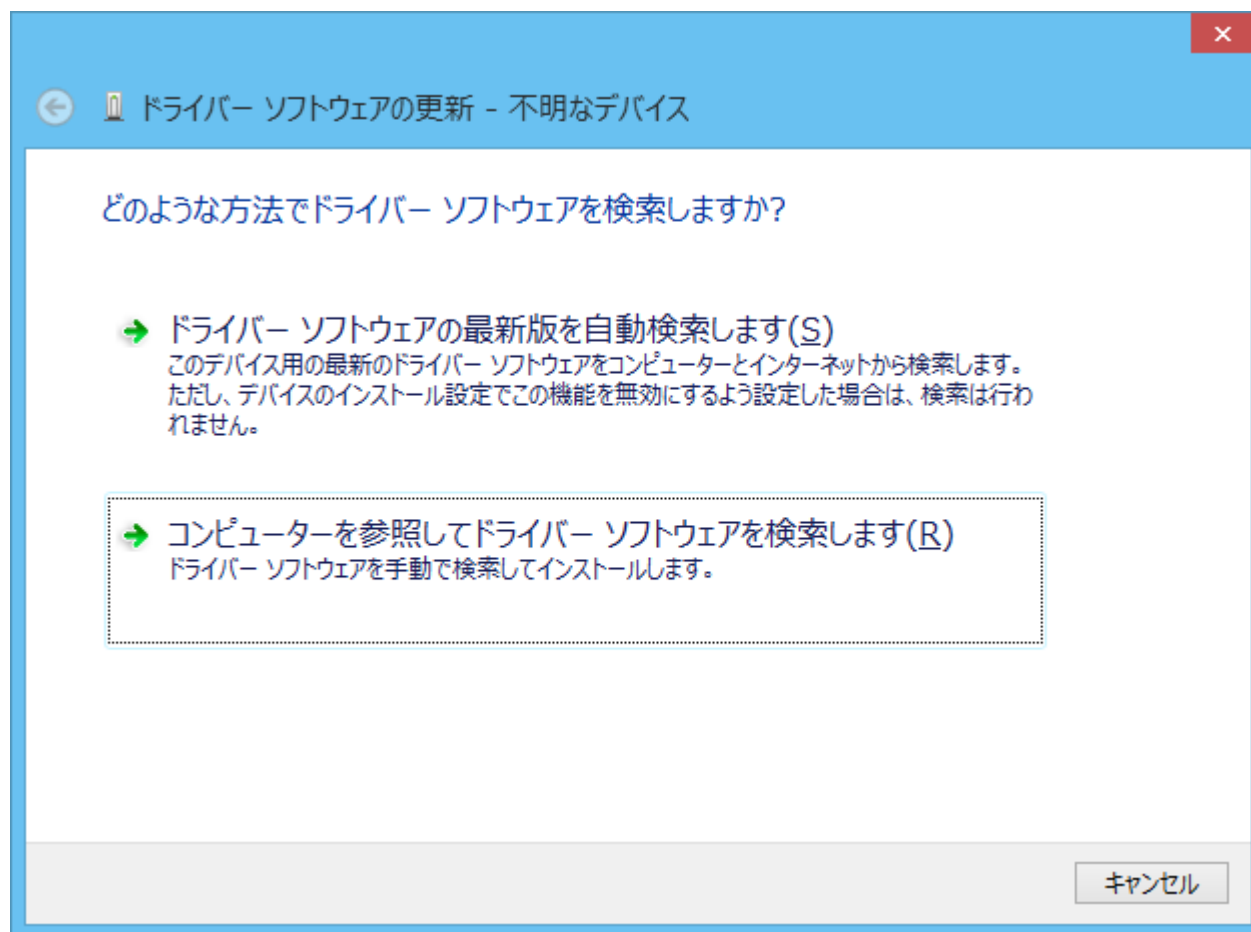 ドライバー ソフトウェアの更新 - 不明なデバイス
どのような方法でドライバー ソフトウェアを検索しますか?
ドライバー ソフトウェアの最新版を自動検索します(S)
このデバイス用の最新のドライバー ソフトウェアをコンピューターとインターネットから検索します。
ただし、デバイスのインストール設定でこの機能を無効にするよう設定した場合は、検索は行わ
れません。
コンピューターを参照してドライバー ソフトウェアを検索します(R)
ドライバー ソフトウェアを手動で検索してインストールします。
キャンセル